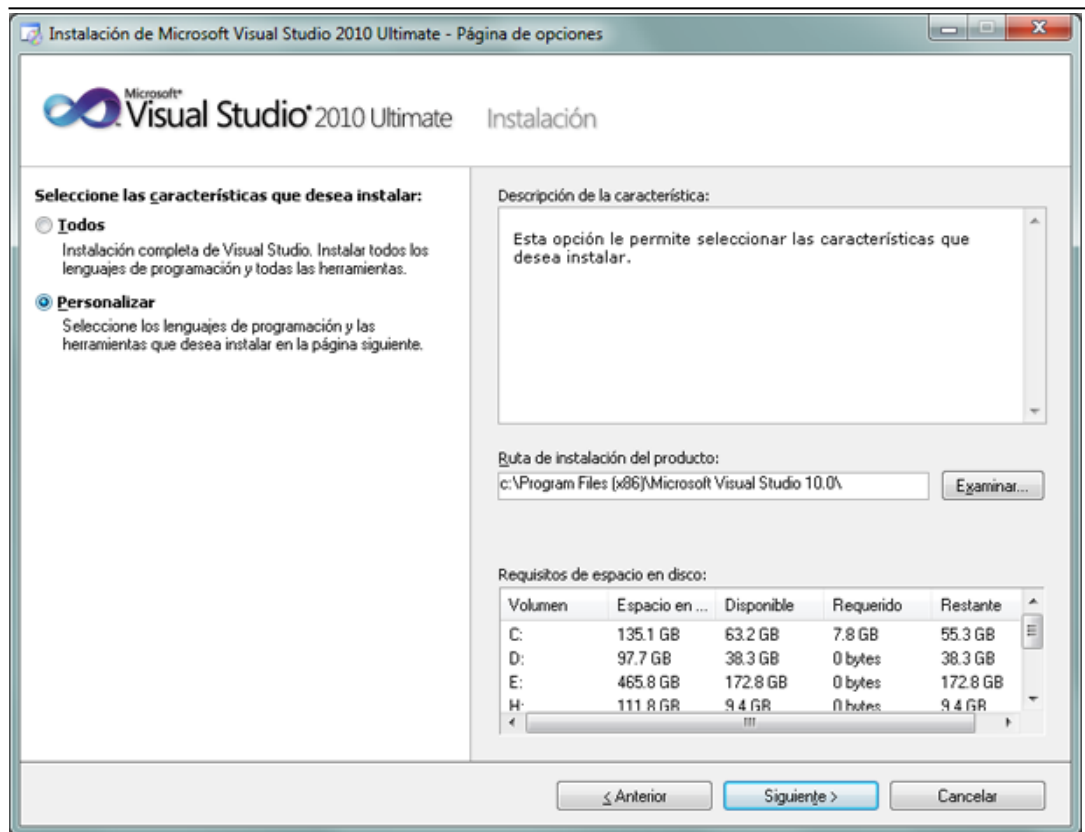 Instalación de Microsoft Visual Studio 2010 Ultimate - Página de opciones
Microsoft®
Visual Studio® 2010 Ultimate Instalación
Seleccione las características que desea instalar:
Todos
Instalación completa de Visual Studio. Instalar todos los
lenguajes de programación y todas las herramientas.
Personalizar
Seleccione los lenguajes de programación y las
herramientas que desea instalar en la página siguiente.
Descripción de la característica:
Esta opción le permite seleccionar las características que
desea instalar.
Ruta de instalación del producto:
c:\Program Files (x86)\Microsoft Visual Studio 10.0\
Examinar...
Requisitos de espacio en disco:
Volumen Espacio en ... Disponible Requerido Restante
C: 135.1 GB 63.2 GB 7.8 GB 55.3 GB
D: 97.7 GB 38.3 GB 0 bytes 38.3 GB
E: 465.8 GB 172.8 GB 0 bytes 172.8 GB
H: 111.8 GB 9.4 GB 0 bytes 9.4 GB
< Anterior Siguiente > Cancelar